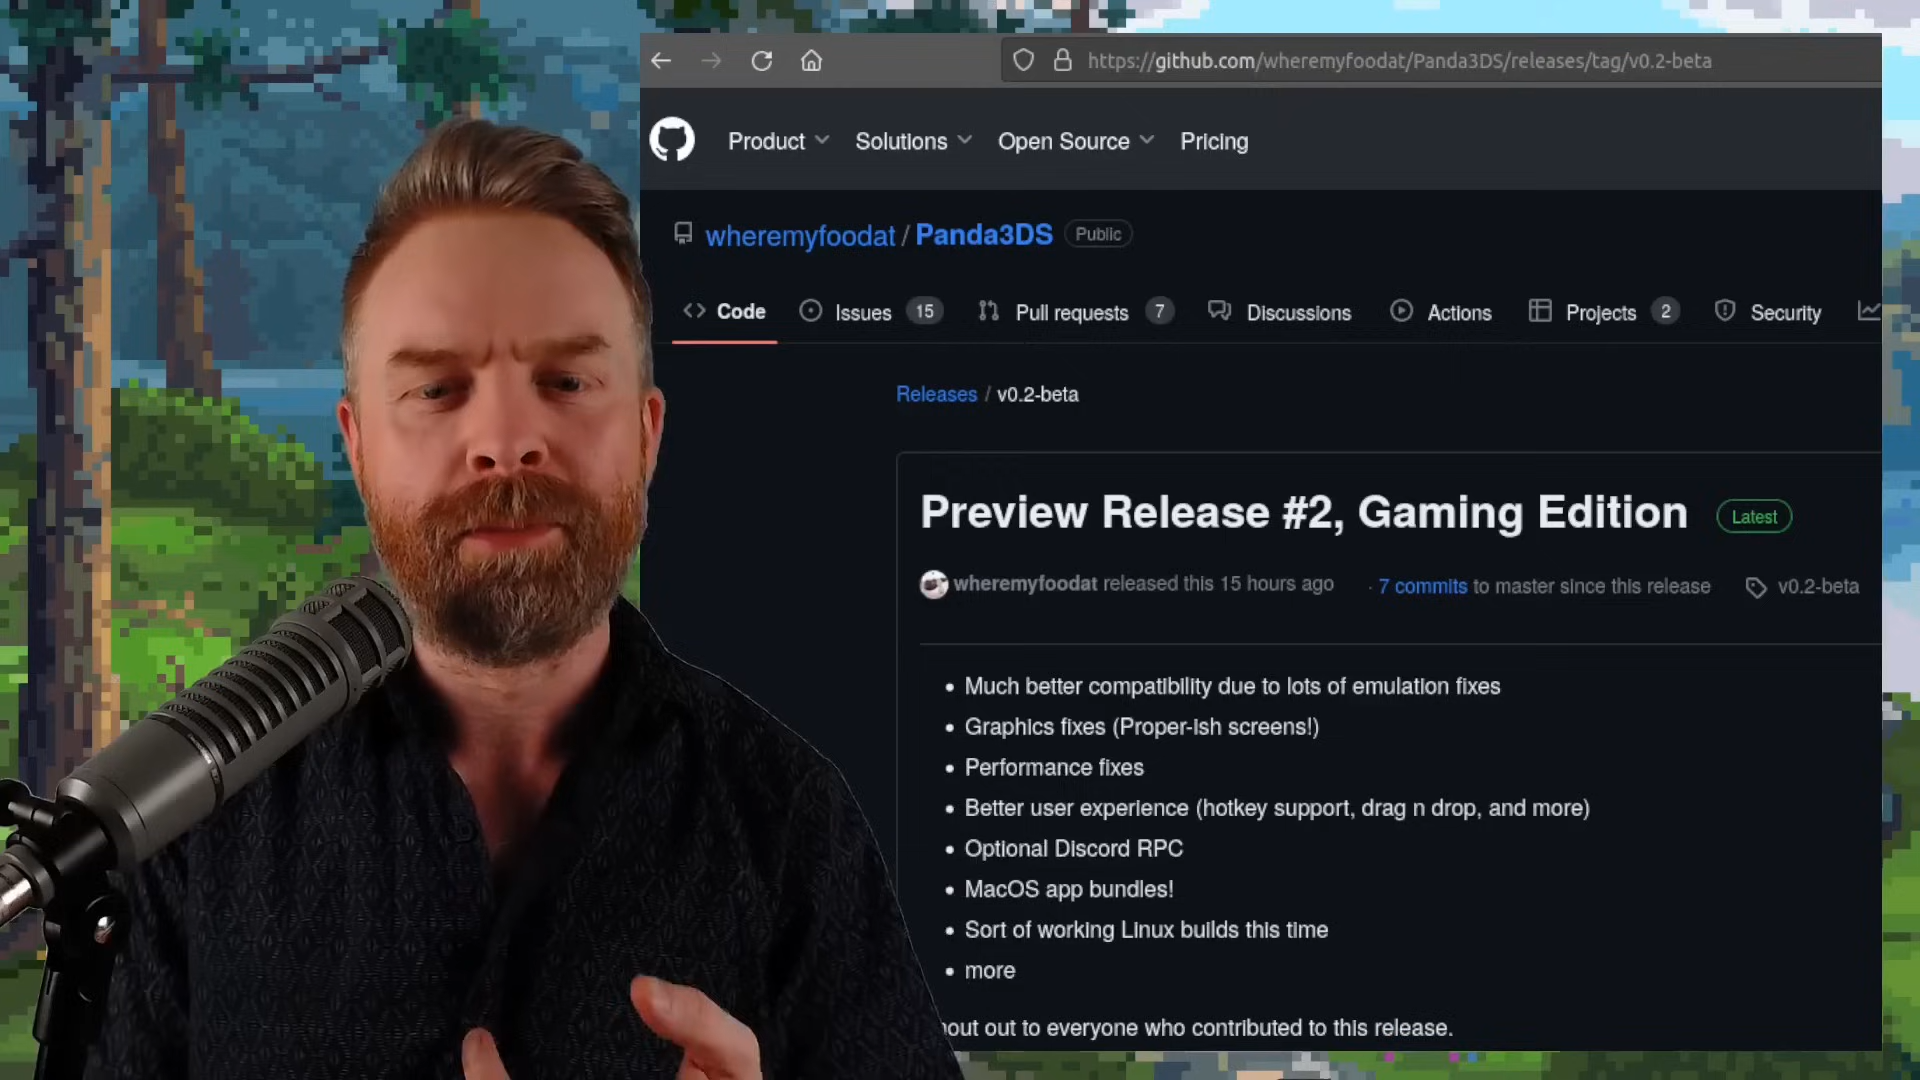 https://github.com/wheremyfoodat/Panda3DS/releases/tag/v0.2-beta
Product Solutions Open Source Pricing
wheremyfoodat / Panda3DS Public
Code Issues 15 Pull requests 7 Discussions Actions Projects 2 Security
Releases / v0.2-beta
Preview Release #2, Gaming Edition Latest
wheremyfoodat released this 15 hours ago · 7 commits to master since this release v0.2-beta
• Much better compatibility due to lots of emulation fixes
• Graphics fixes (Proper-ish screens!)
• Performance fixes
• Better user experience (hotkey support, drag n drop, and more)
• Optional Discord RPC
• MacOS app bundles!
• Sort of working Linux builds this time
• more
out to everyone who contributed to this release.